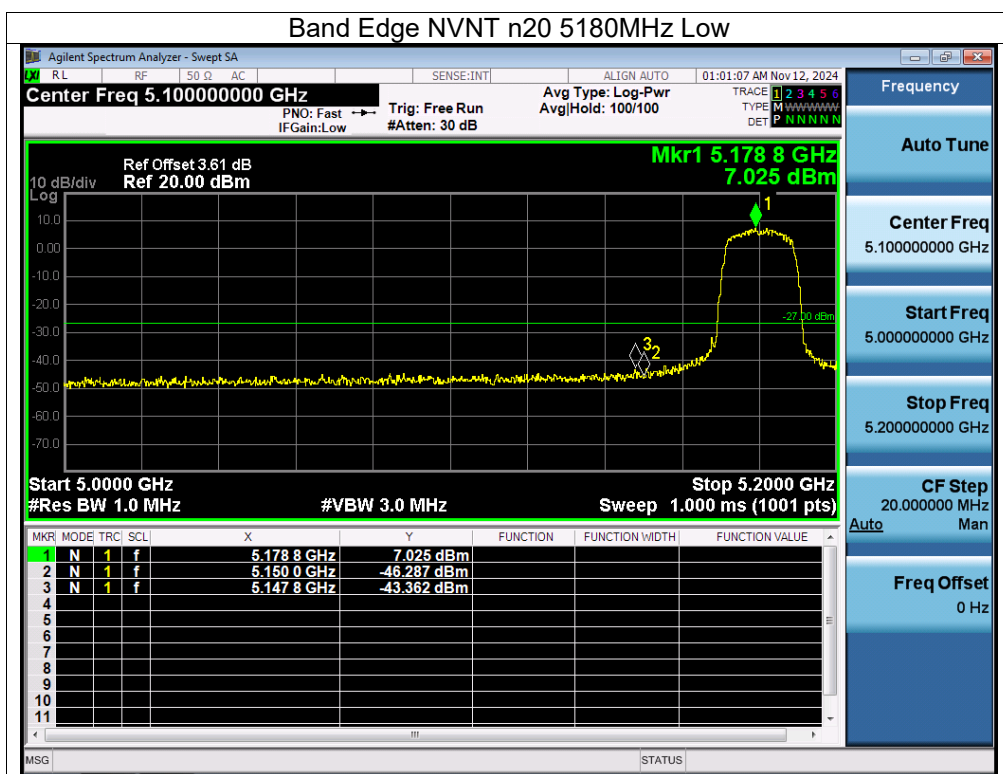 Band Edge NVNT n20 5180MHz Low
Agilent Spectrum Analyzer - Swept SA
LXI RL RF 50 Ω AC SENSE:INT ALIGN AUTO 01:01:07 AM Nov 12, 2024
Center Freq 5.100000000 GHz
PNO: Fast
IFGain:Low
Trig: Free Run
#Atten: 30 dB
Avg Type: Log-Pwr
Avg|Hold: 100/100
TRACE 1 2 3 4 5 6
TYPE M WWWWW
DET P N N N N N
Mkr1 5.178 8 GHz
7.025 dBm
Ref Offset 3.61 dB
10 dB/div Ref 20.00 dBm
Log
10.0
0.00
-10.0
-20.0
-30.0
-40.0
-50.0
-60.0
-70.0
1
-27.00 dBm
3 2
Start 5.0000 GHz Stop 5.2000 GHz
#Res BW 1.0 MHz #VBW 3.0 MHz Sweep 1.000 ms (1001 pts)
MKR MODE TRC SCL X Y FUNCTION FUNCTION WIDTH FUNCTION VALUE
1 N 1 f 5.178 8 GHz 7.025 dBm
2 N 1 f 5.150 0 GHz -46.287 dBm
3 N 1 f 5.147 8 GHz -43.362 dBm
4
5
6
7
8
9
10
11
MSG STATUS
Frequency
Auto Tune
Center Freq
5.100000000 GHz
Start Freq
5.000000000 GHz
Stop Freq
5.200000000 GHz
CF Step
20.000000 MHz
Auto Man
Freq Offset
0 Hz